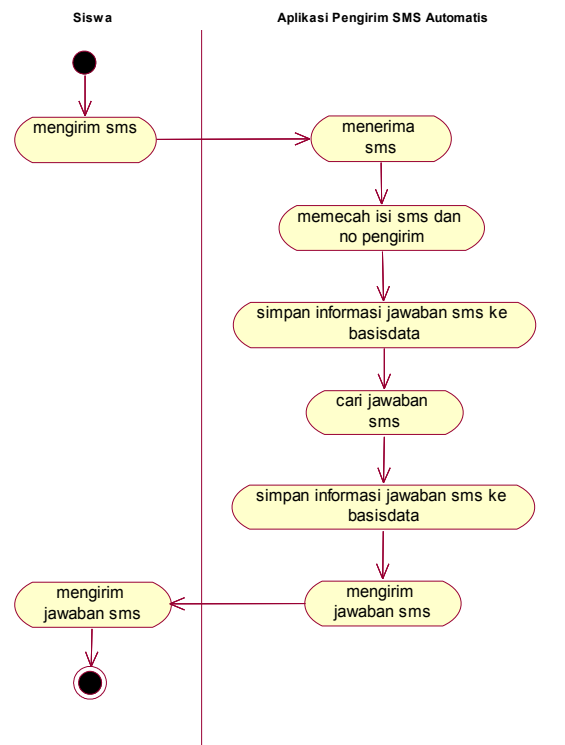 Siswa
Aplikasi Pengirim SMS Automatis
mengirim sms
menerima
sms
memecah isi sms dan
no pengirim
simpan informasi jawaban sms ke
basisdata
cari jawaban
sms
simpan informasi jawaban sms ke
basisdata
mengirim
jawaban sms
mengirim
jawaban sms